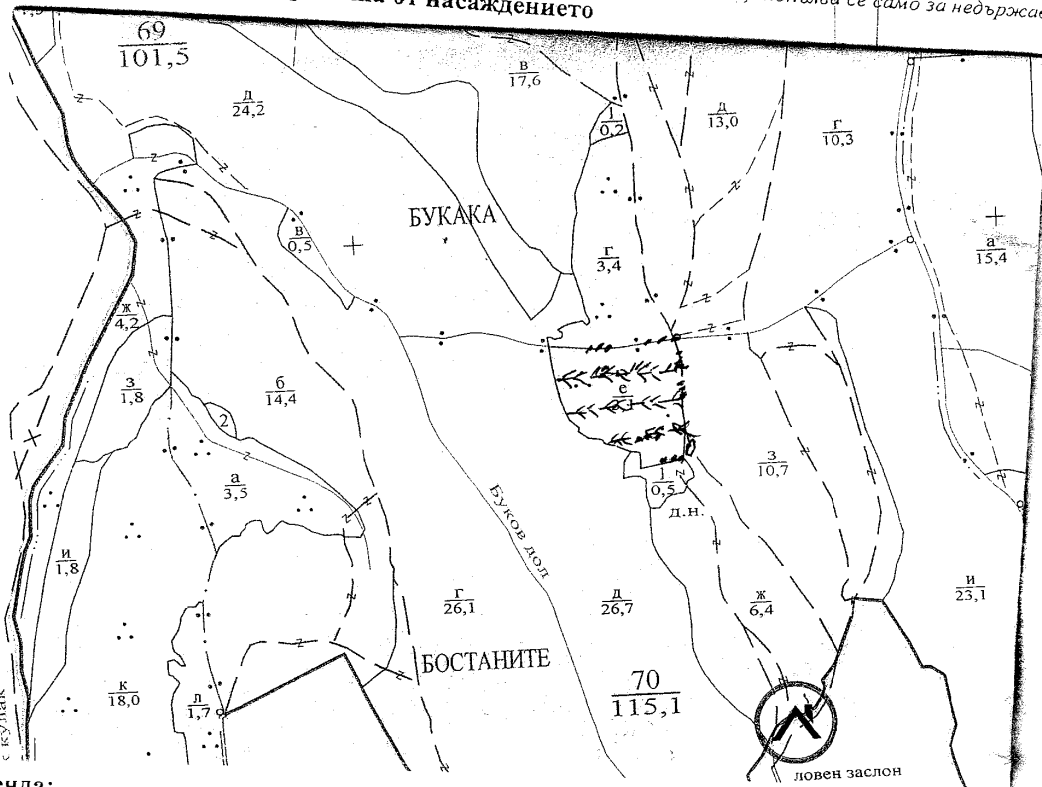 от насаждението
се само за недържав
69
101,5
в
17,6
д
24,2
1
0,2
д
13,0
г
10,3
БУКАКА
в
0,5
г
3,4
а
15,4
ж
4,2
з
1,8
б
14,4
2
е
а
3,5
з
10,7
1
0,5
д.н.
Буков дол
и
1,8
г
26,1
д
26,7
ж
6,4
и
23,1
БОСТАНИТЕ
к
18,0
л
1,7
70
115,1
кулак
ловен заслон